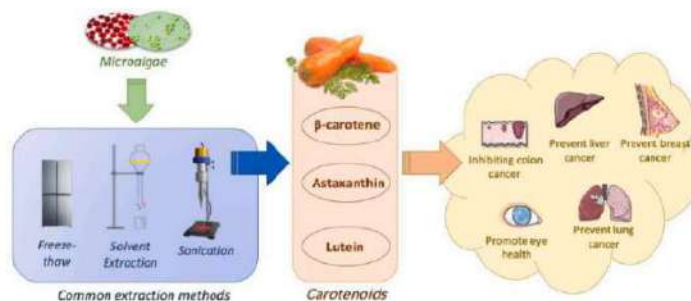 Microalgae
Freeze-
thaw
Solvent
Extraction
Sonication
Common extraction methods
β-carotene
Astaxanthin
Lutein
Carotenoids
Inhibiting colon
cancer
Prevent liver
cancer
Prevent breast
cancer
Promote eye
health
Prevent lung
cancer